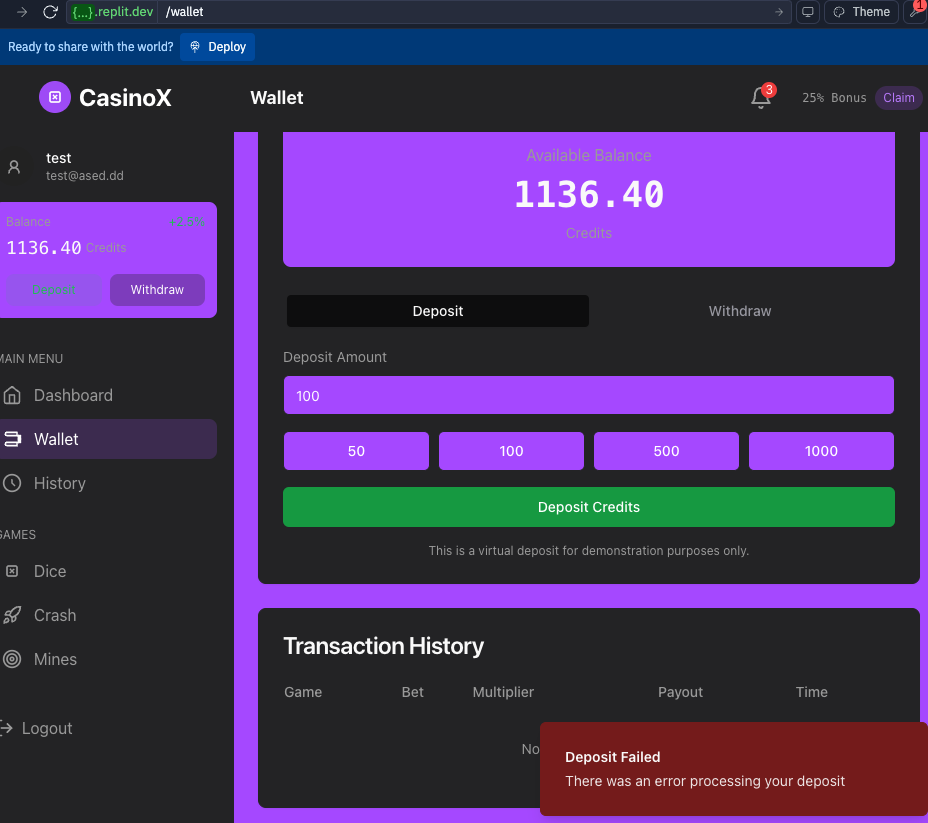 {...}.replit.dev /wallet
Theme
1
Ready to share with the world? Deploy
CasinoX
Wallet
3
25% Bonus Claim
test
test@ased.dd
Balance
1136.40 Credits
Withdraw
MAIN MENU
Dashboard
Wallet
History
GAMES
Dice
Crash
Mines
Logout
Available Balance
1136.40
Credits
Deposit Withdraw
Deposit Amount
100
50 100 500 1000
Deposit Credits
This is a virtual deposit for demonstration purposes only.
Transaction History
Game Bet Multiplier Payout Time
No
Deposit Failed
There was an error processing your deposit